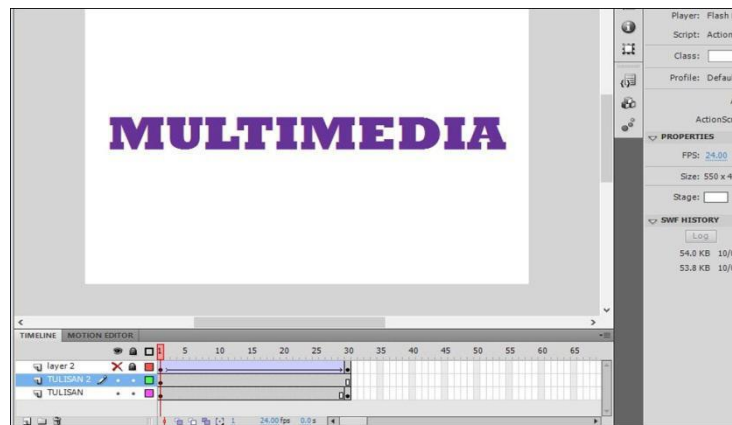 Player: Flash
Script: Action
Class:
Profile: Defau
ActionScr
PROPERTIES
FPS: 24.00
Size: 550 x 4
Stage:
SWF HISTORY
Log
54.0 KB 10/
53.8 KB 10/
MULTIMEDIA
TIMELINE MOTION EDITOR
1 5 10 15 20 25 30 35 40 45 50 55 60 65
layer 2
TULISAN 2
TULISAN
1 24.00 fps 0.0 s